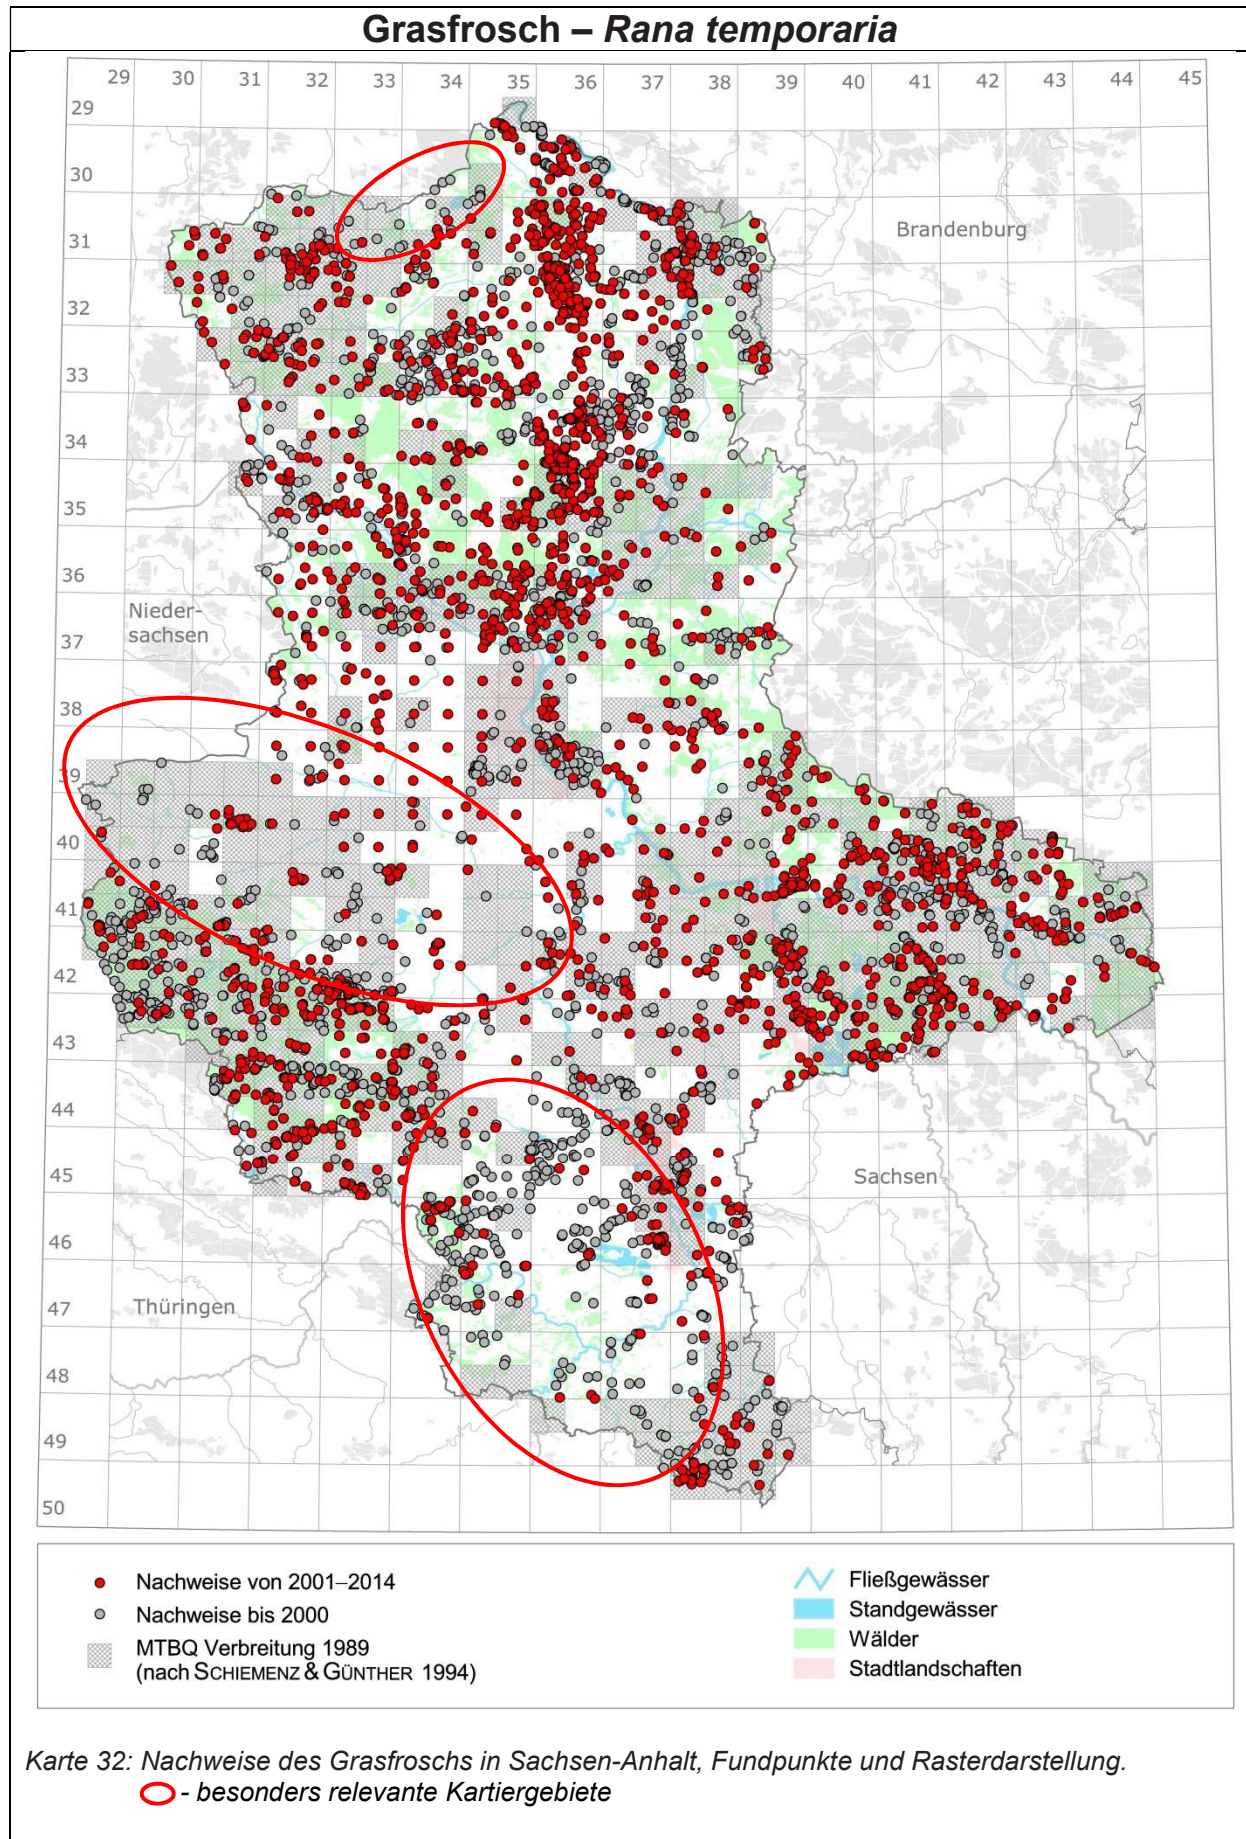 Grasfrosch – Rana temporaria
29 30 31 32 33 34 35 36 37 38 39 40 41 42 43 44 45
29
30
31
32
33
34
35
36
37
38
39
40
41
42
43
44
45
46
47
48
49
50
Brandenburg
Nieder-
sachsen
Sachsen
Thüringen
Nachweise von 2001–2014
Nachweise bis 2000
MTBQ Verbreitung 1989
(nach SCHIEMENZ & GÜNTHER 1994)
Fließgewässer
Standgewässer
Wälder
Stadtlandschaften
Karte 32: Nachweise des Grasfroschs in Sachsen-Anhalt, Fundpunkte und Rasterdarstellung.
- besonders relevante Kartiergebiete